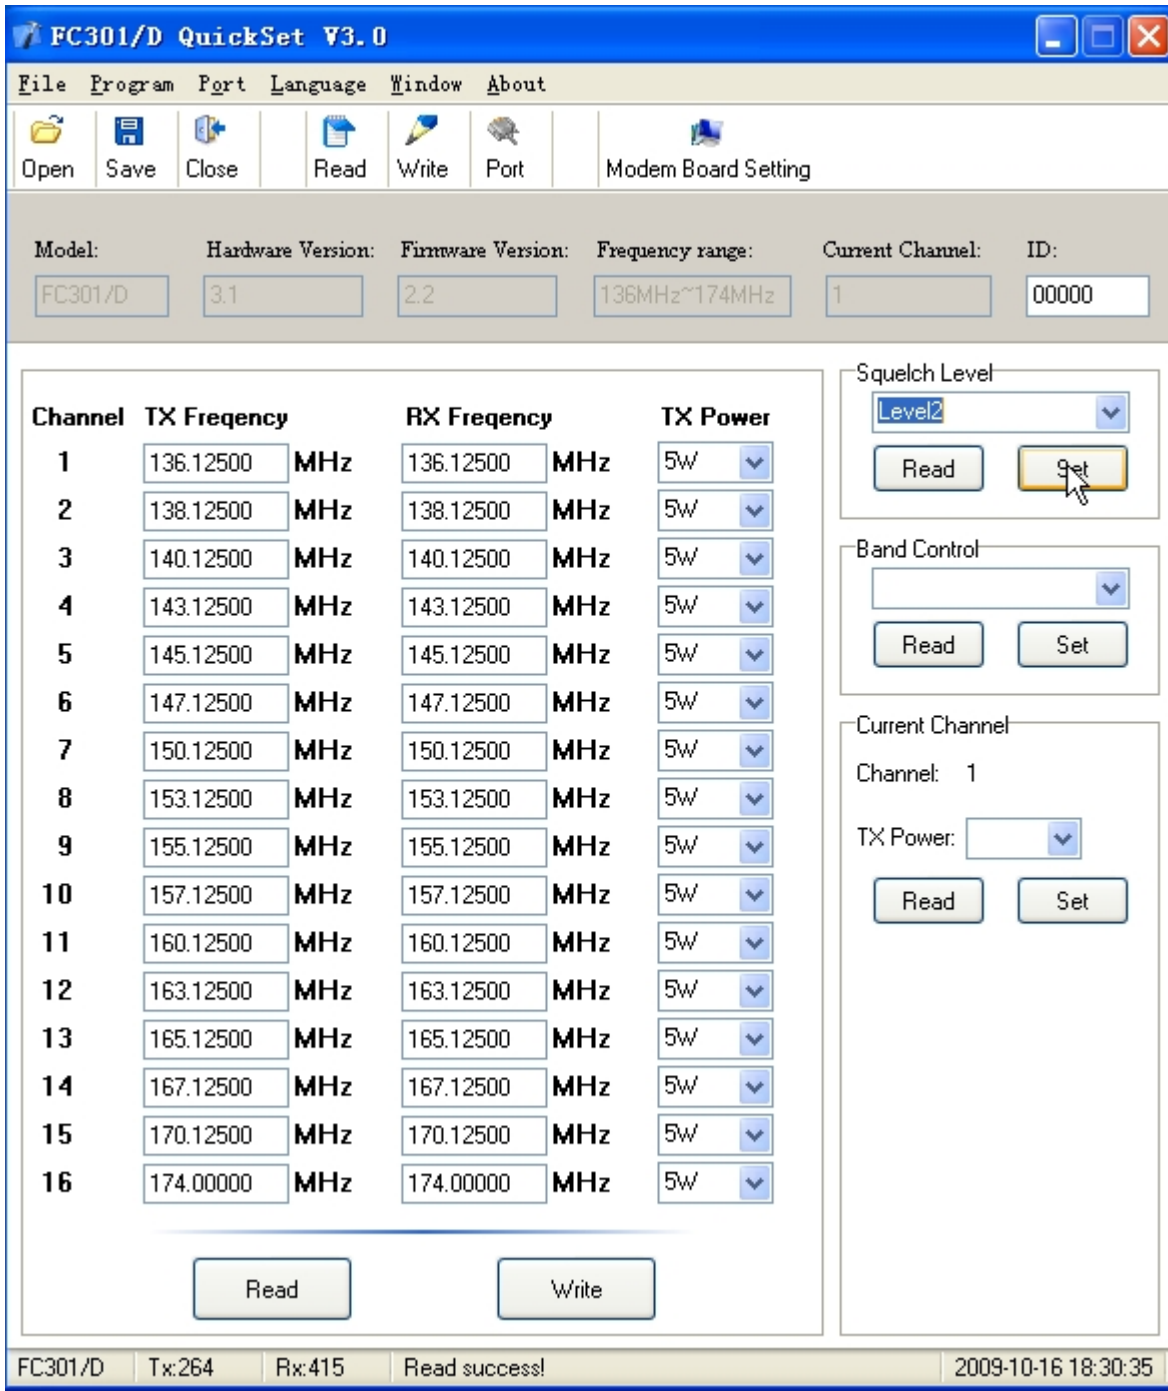 FC301/D QuickSet V3.0
File Program Port Language Window About
Open Save Close Read Write Port Modem Board Setting
Model: Hardware Version: Firmware Version: Frequency range: Current Channel: ID:
FC301/D 3.1 2.2 136MHz~174MHz 1 00000
Squelch Level
Level2
Read Set
Channel TX Freqency RX Freqency TX Power
1 136.12500 MHz 136.12500 MHz 5W
2 138.12500 MHz 138.12500 MHz 5W
3 140.12500 MHz 140.12500 MHz 5W
4 143.12500 MHz 143.12500 MHz 5W
5 145.12500 MHz 145.12500 MHz 5W
6 147.12500 MHz 147.12500 MHz 5W
7 150.12500 MHz 150.12500 MHz 5W
8 153.12500 MHz 153.12500 MHz 5W
9 155.12500 MHz 155.12500 MHz 5W
10 157.12500 MHz 157.12500 MHz 5W
11 160.12500 MHz 160.12500 MHz 5W
12 163.12500 MHz 163.12500 MHz 5W
13 165.12500 MHz 165.12500 MHz 5W
14 167.12500 MHz 167.12500 MHz 5W
15 170.12500 MHz 170.12500 MHz 5W
16 174.00000 MHz 174.00000 MHz 5W
Read Write
Band Control
Read Set
Current Channel
Channel: 1
TX Power:
Read Set
FC301/D Tx:264 Rx:415 Read success! 2009-10-16 18:30:35